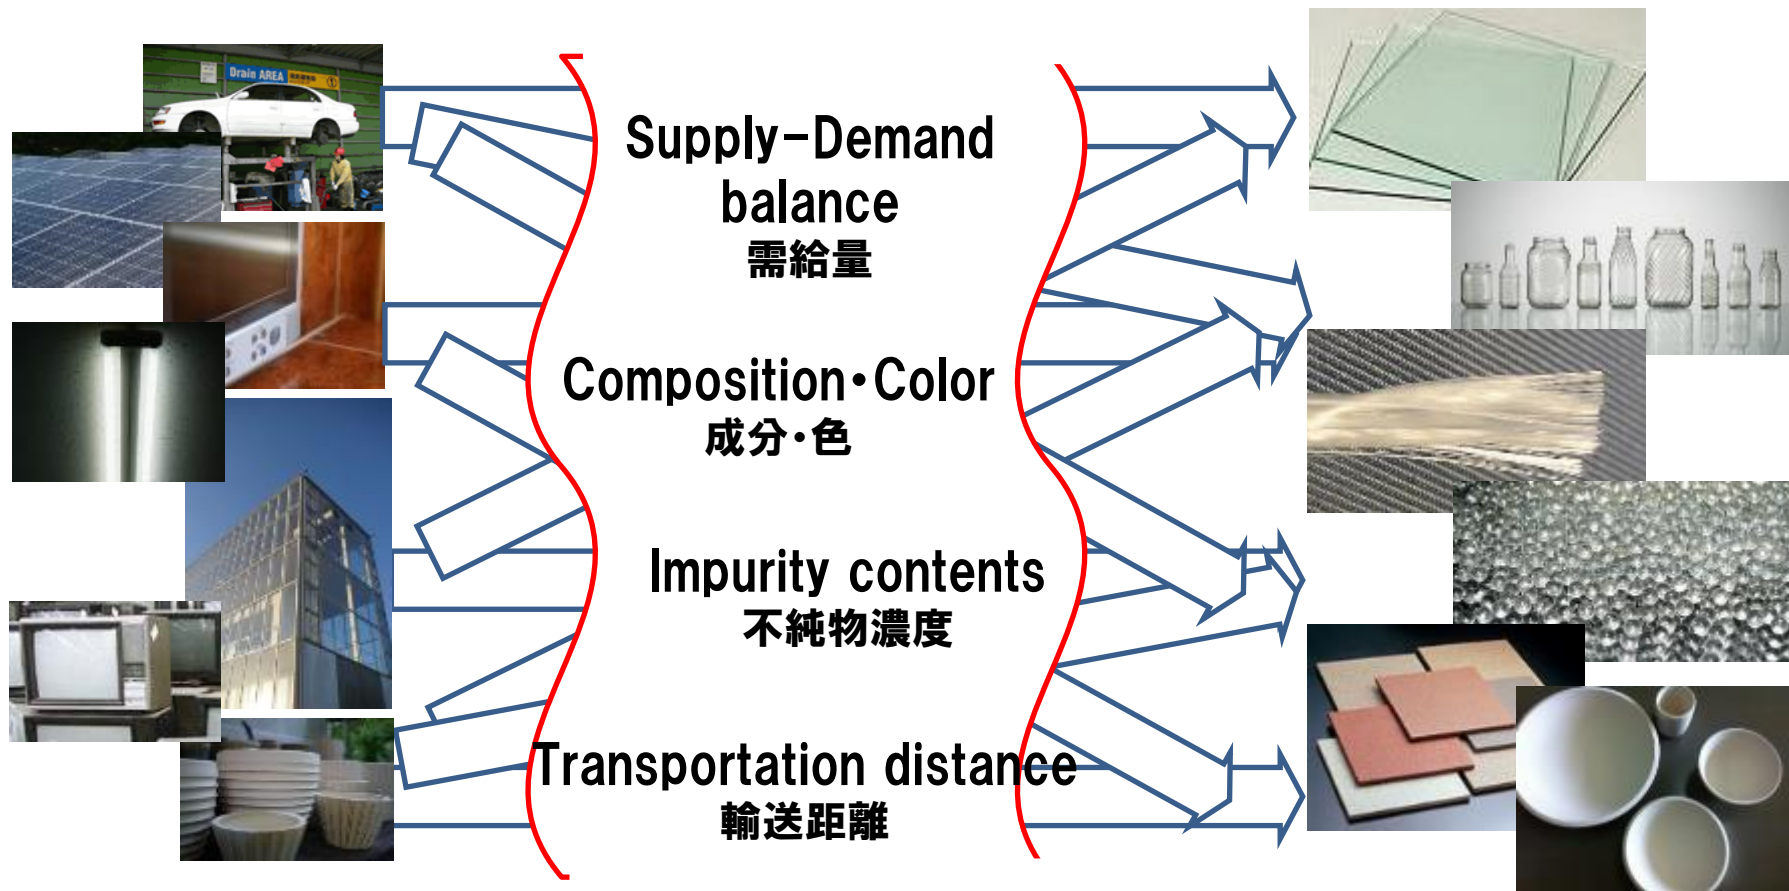 Drain AREA
①
Supply-Demand
balance
需給量
Composition・Color
成分・色
Impurity contents
不純物濃度
Transportation distance
輸送距離